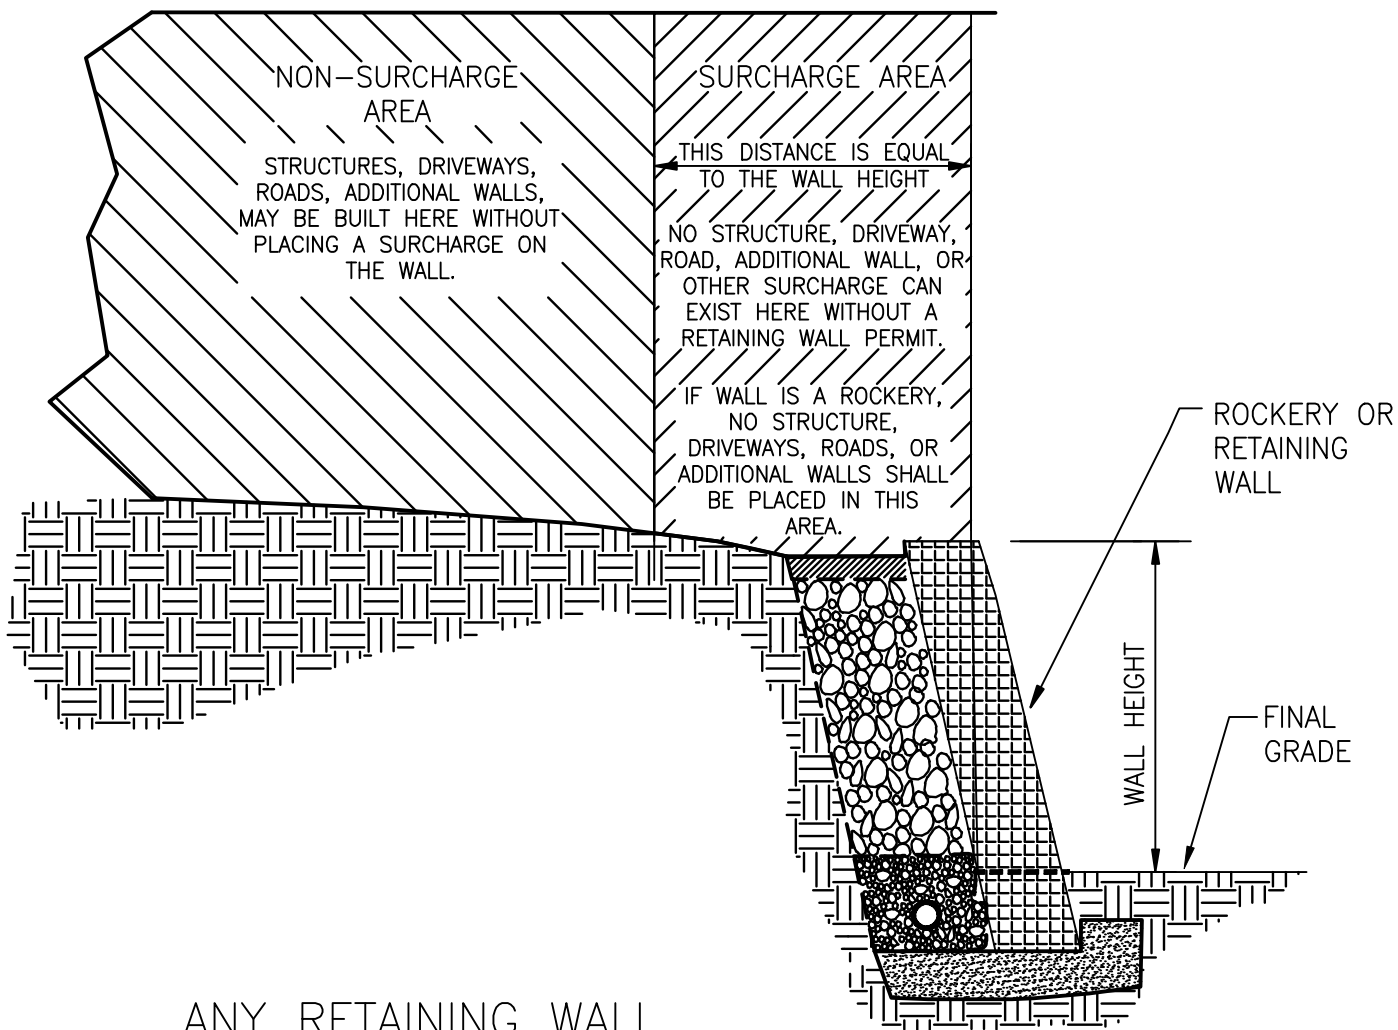 NON-SURCHARGE
AREA
STRUCTURES, DRIVEWAYS,
ROADS, ADDITIONAL WALLS,
MAY BE BUILT HERE WITHOUT
PLACING A SURCHARGE ON
THE WALL.
SURCHARGE AREA
THIS DISTANCE IS EQUAL
TO THE WALL HEIGHT
NO STRUCTURE, DRIVEWAY,
ROAD, ADDITIONAL WALL, OR
OTHER SURCHARGE CAN
EXIST HERE WITHOUT A
RETAINING WALL PERMIT.
IF WALL IS A ROCKERY,
NO STRUCTURE,
DRIVEWAYS, ROADS, OR
ADDITIONAL WALLS SHALL
BE PLACED IN THIS
AREA.
ROCKERY OR
RETAINING
WALL
WALL HEIGHT
FINAL
GRADE
ANY RETAINING WALL